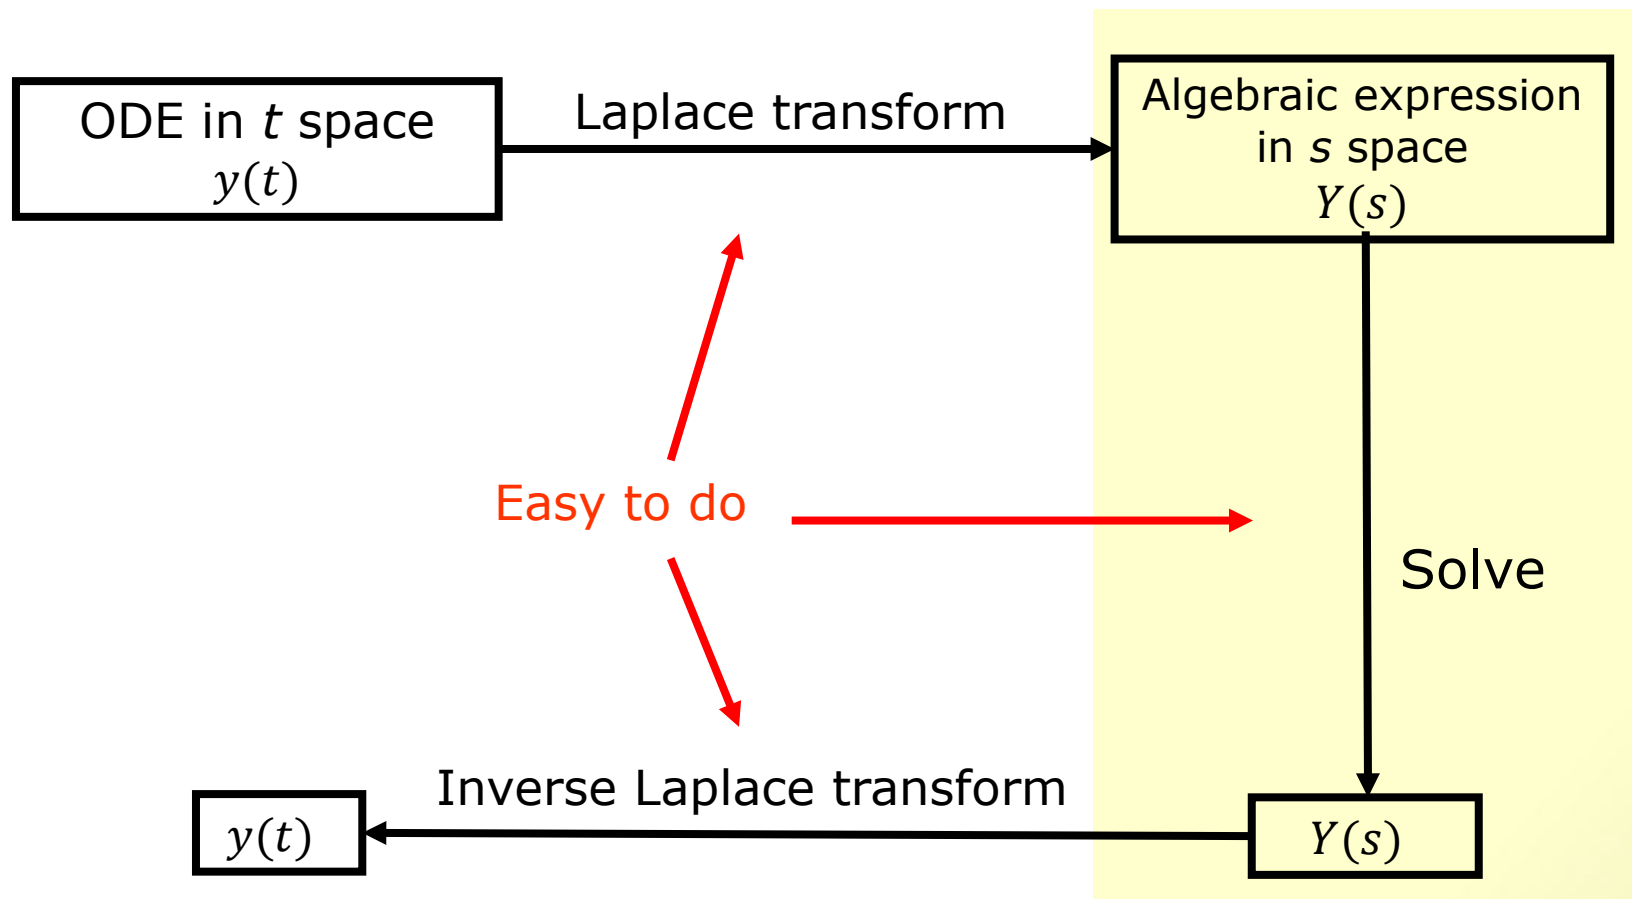 ODE in t space
y(t)
Laplace transform
Algebraic expression
in s space
Y(s)
Easy to do
Solve
Inverse Laplace transform
y(t)
Y(s)